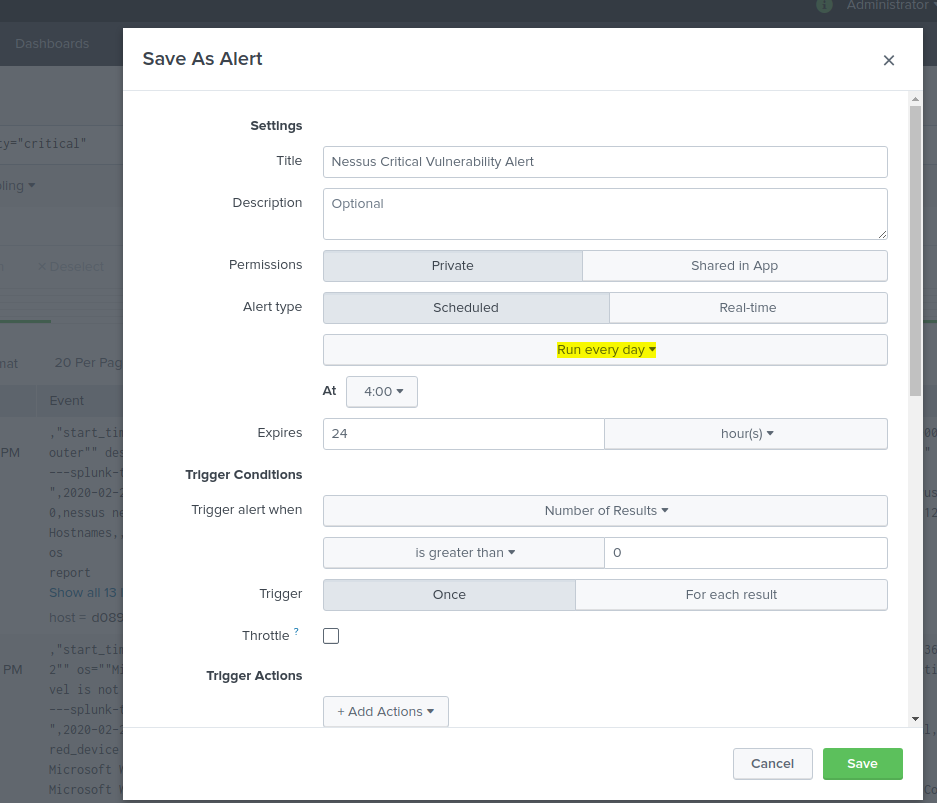 Administrator
Dashboards
Save As Alert
Settings
Title Nessus Critical Vulnerability Alert
="critical"
Description Optional
Permissions Private Shared in App
Deselect
Alert type Scheduled Real-time
Run every day
20 Per Pag
At 4:00
Event
Expires 24 hour(s)
,"start_tim
PM outer"" des
Trigger Conditions
---splunk-
",2020-02-2
Trigger alert when Number of Results
0,nessus ne
Hostnames,
os is greater than 0
report
Show all 13
Trigger Once For each result
host = d089
Throttle ?
,"start_tim
PM 2"" os=""Mi
Trigger Actions
vel is not
---splunk-
+ Add Actions
",2020-02-2
red_device
Cancel Save
Microsoft W
Microsoft W